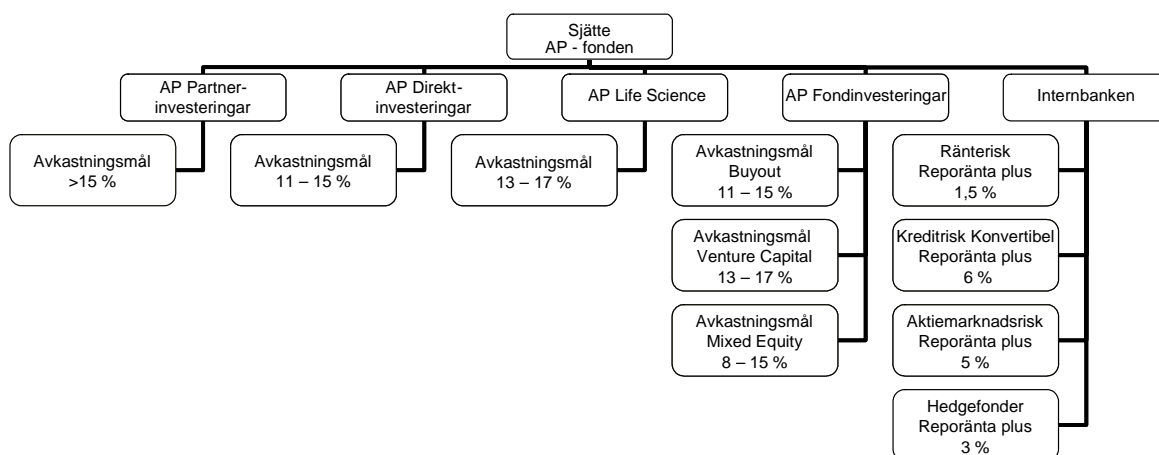 Sjätte
AP - fonden
AP Partner-
investeringar
AP Direkt-
investeringar
AP Life Science
AP Fondinvesteringar
Internbanken
Avkastningsmål
>15 %
Avkastningsmål
11 – 15 %
Avkastningsmål
13 – 17 %
Avkastningsmål
Buyout
11 – 15 %
Ränterisk
Reporänta plus
1,5 %
Avkastningsmål
Venture Capital
13 – 17 %
Kreditrisk Konvertibel
Reporänta plus
6 %
Avkastningsmål
Mixed Equity
8 – 15 %
Aktiemarknadsrisk
Reporänta plus
5 %
Hedgefonder
Reporänta plus
3 %